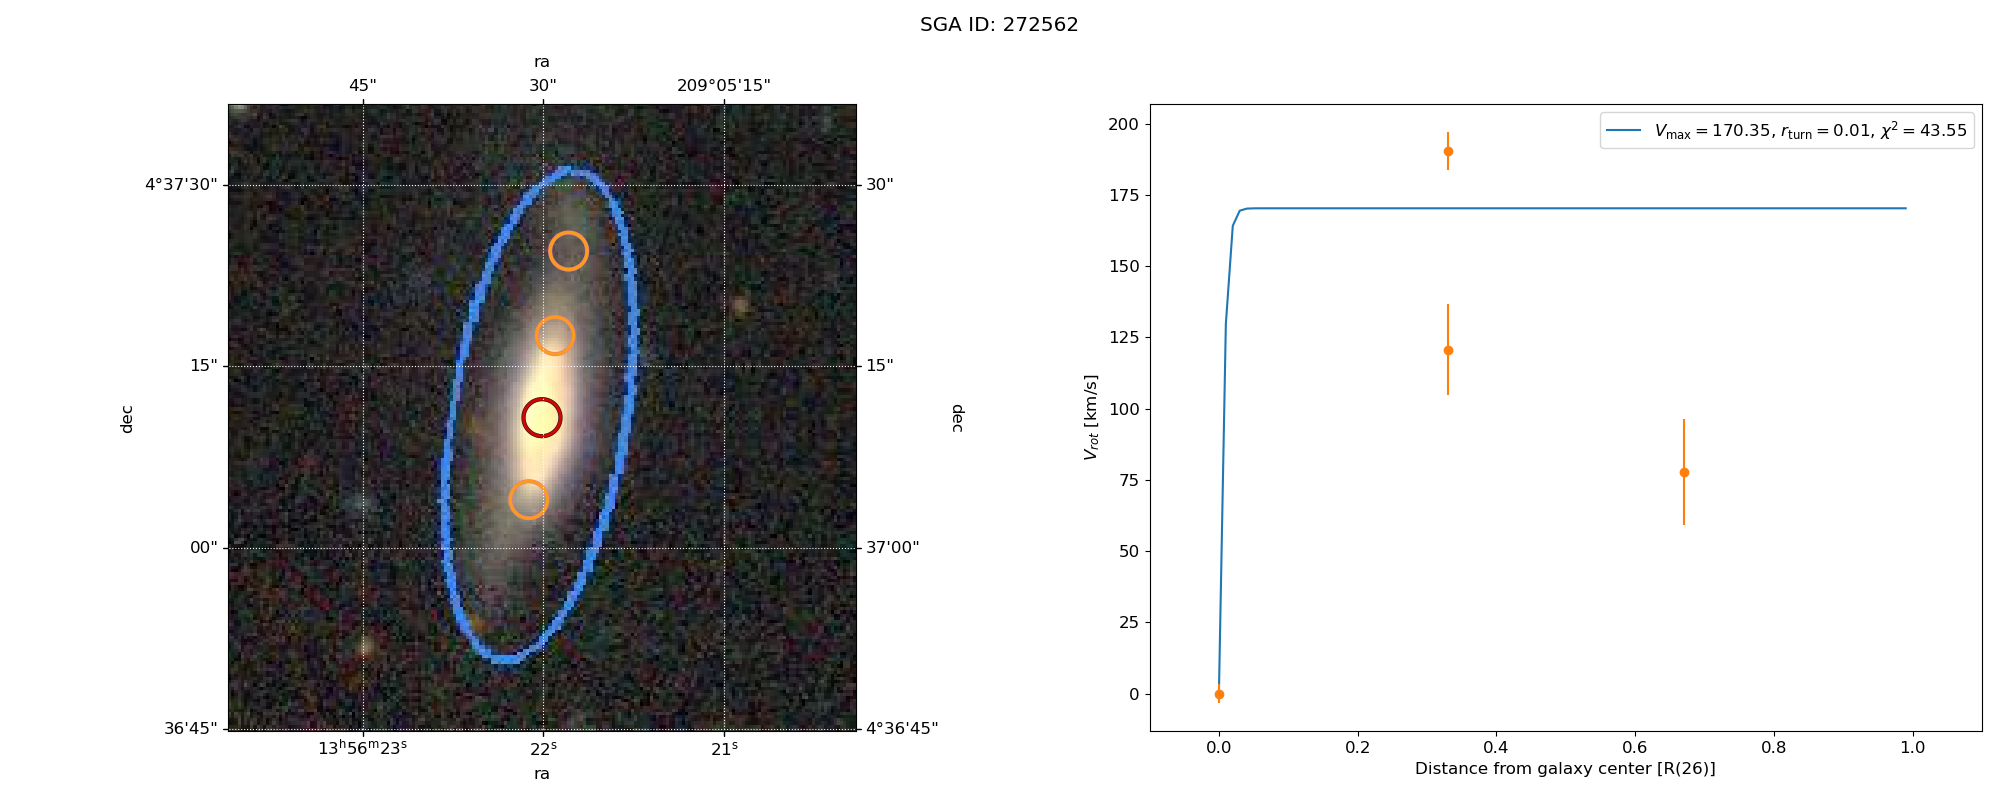 SGA ID: 272562
ra
45" 30" 209°05'15"
4°37'30" 30"
15" 15"
dec dec
00" 37'00"
36'45" 4°36'45"
13ʰ56ᵐ23ˢ 22ˢ 21ˢ
ra
V_max = 170.35, r_turn = 0.01, χ² = 43.55
200
175
150
125
100
75
50
25
0
V_rot [km/s]
0.0 0.2 0.4 0.6 0.8 1.0
Distance from galaxy center [R(26)]